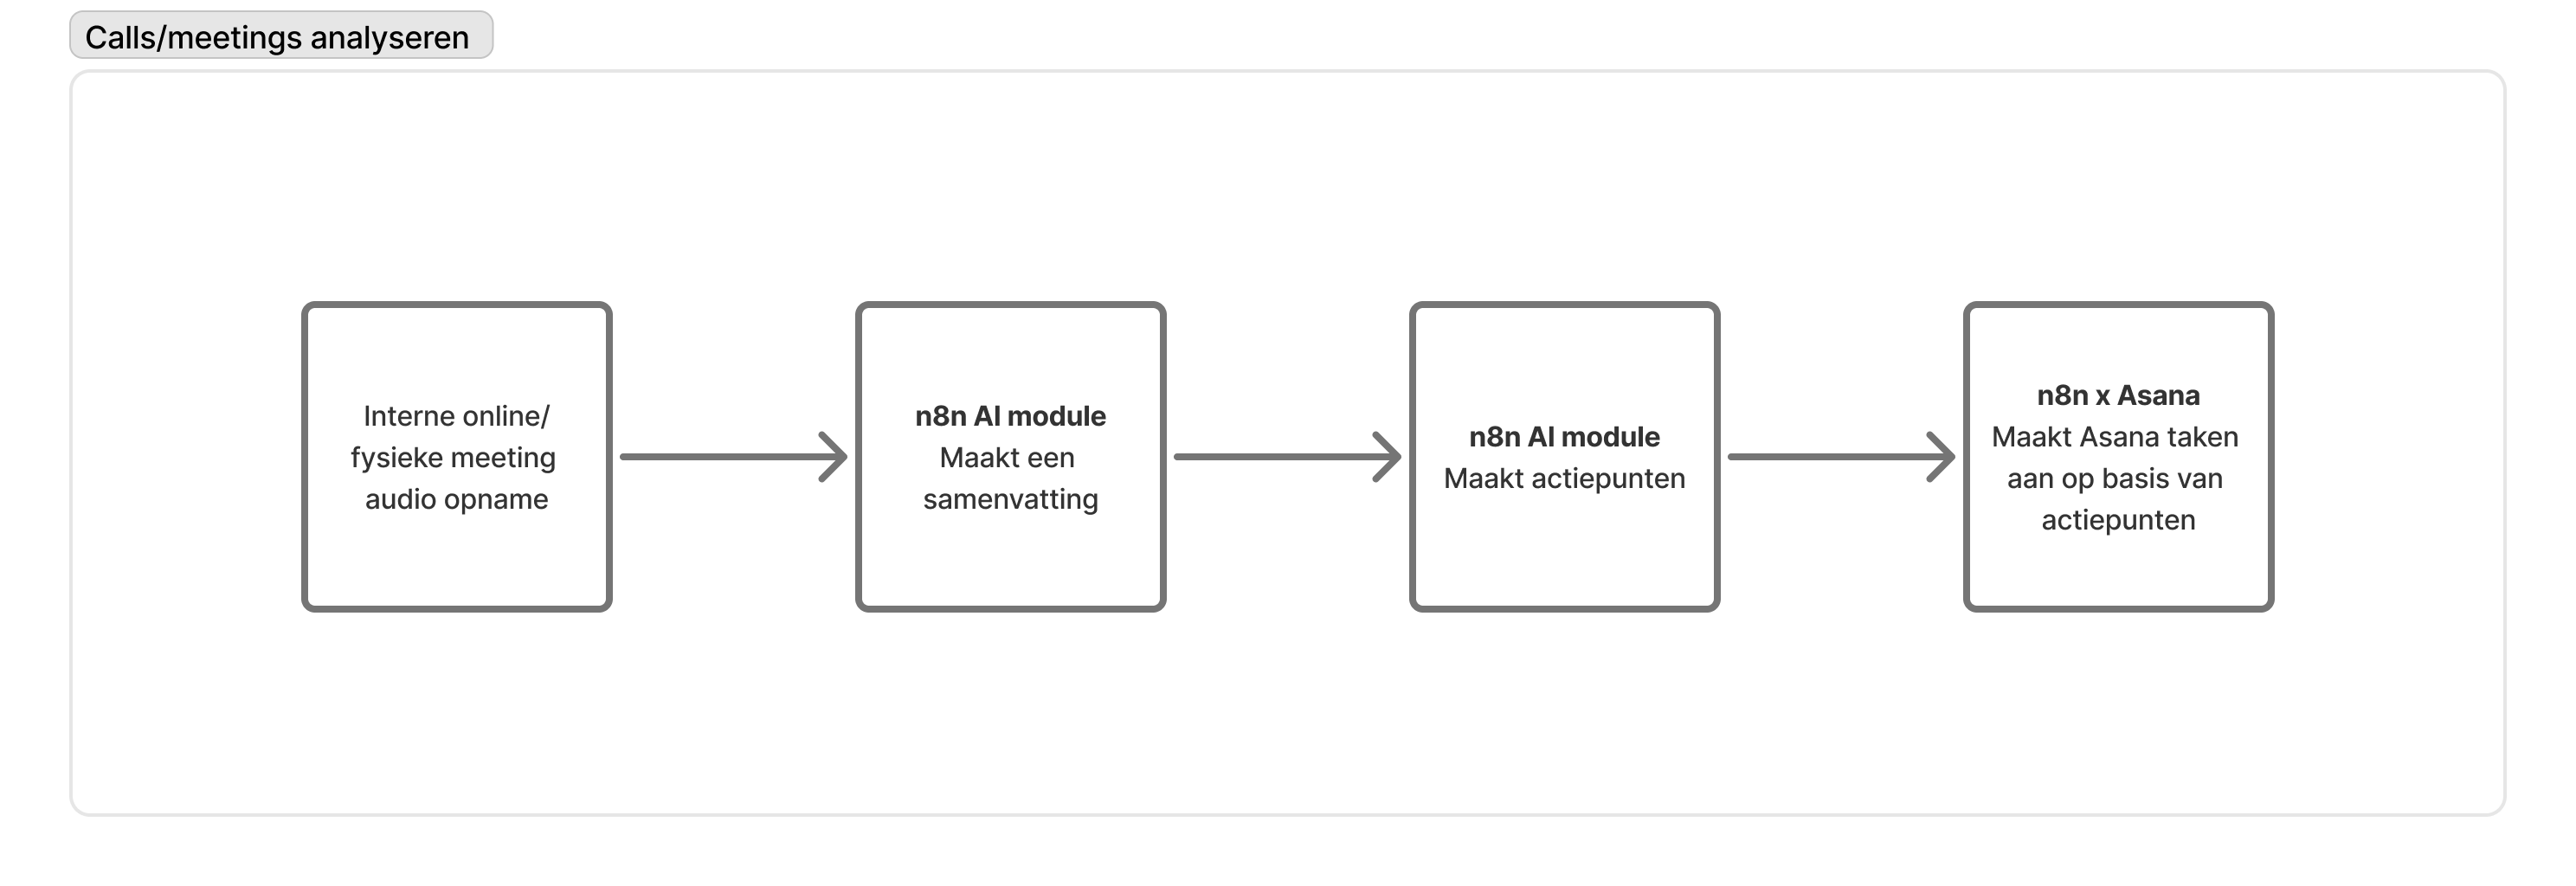 Calls/meetings analyseren
Interne online/
fysieke meeting
audio opname
n8n AI module
Maakt een
samenvatting
n8n AI module
Maakt actiepunten
n8n x Asana
Maakt Asana taken
aan op basis van
actiepunten